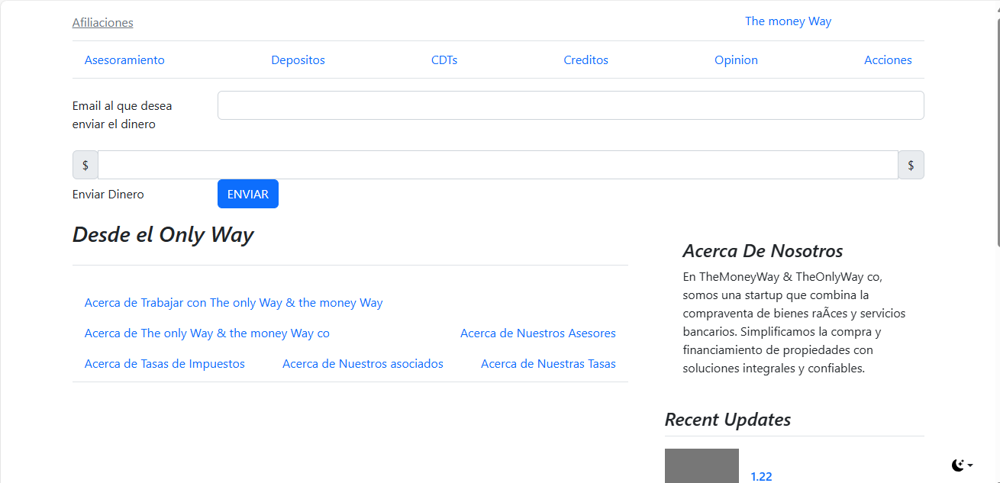 Afiliaciones
The money Way
Asesoramiento Depositos CDTs Creditos Opinion Acciones
Email al que desea
enviar el dinero
$ $
Enviar Dinero ENVIAR
Desde el Only Way
Acerca de Trabajar con The only Way & the money Way
Acerca de The only Way & the money Way co Acerca de Nuestros Asesores
Acerca de Tasas de Impuestos Acerca de Nuestros asociados Acerca de Nuestras Tasas
Acerca De Nosotros
En TheMoneyWay & TheOnlyWay co,
somos una startup que combina la
compraventa de bienes raÃces y servicios
bancarios. Simplificamos la compra y
financiamiento de propiedades con
soluciones integrales y confiables.
Recent Updates
1.22